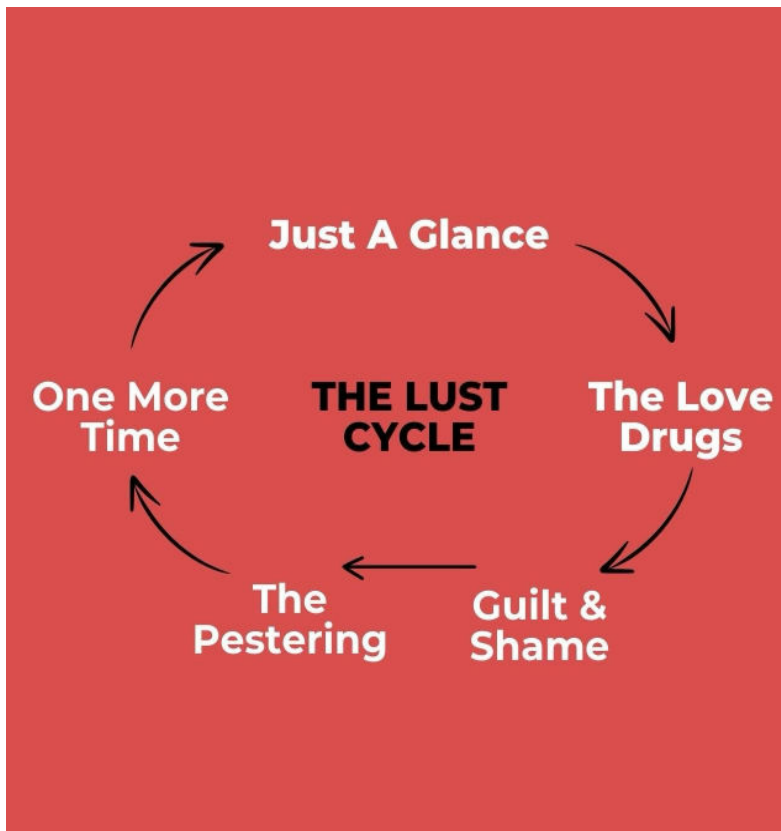 Just A Glance
The Love
Drugs
Guilt &
Shame
The
Pestering
One More
Time
THE LUST
CYCLE